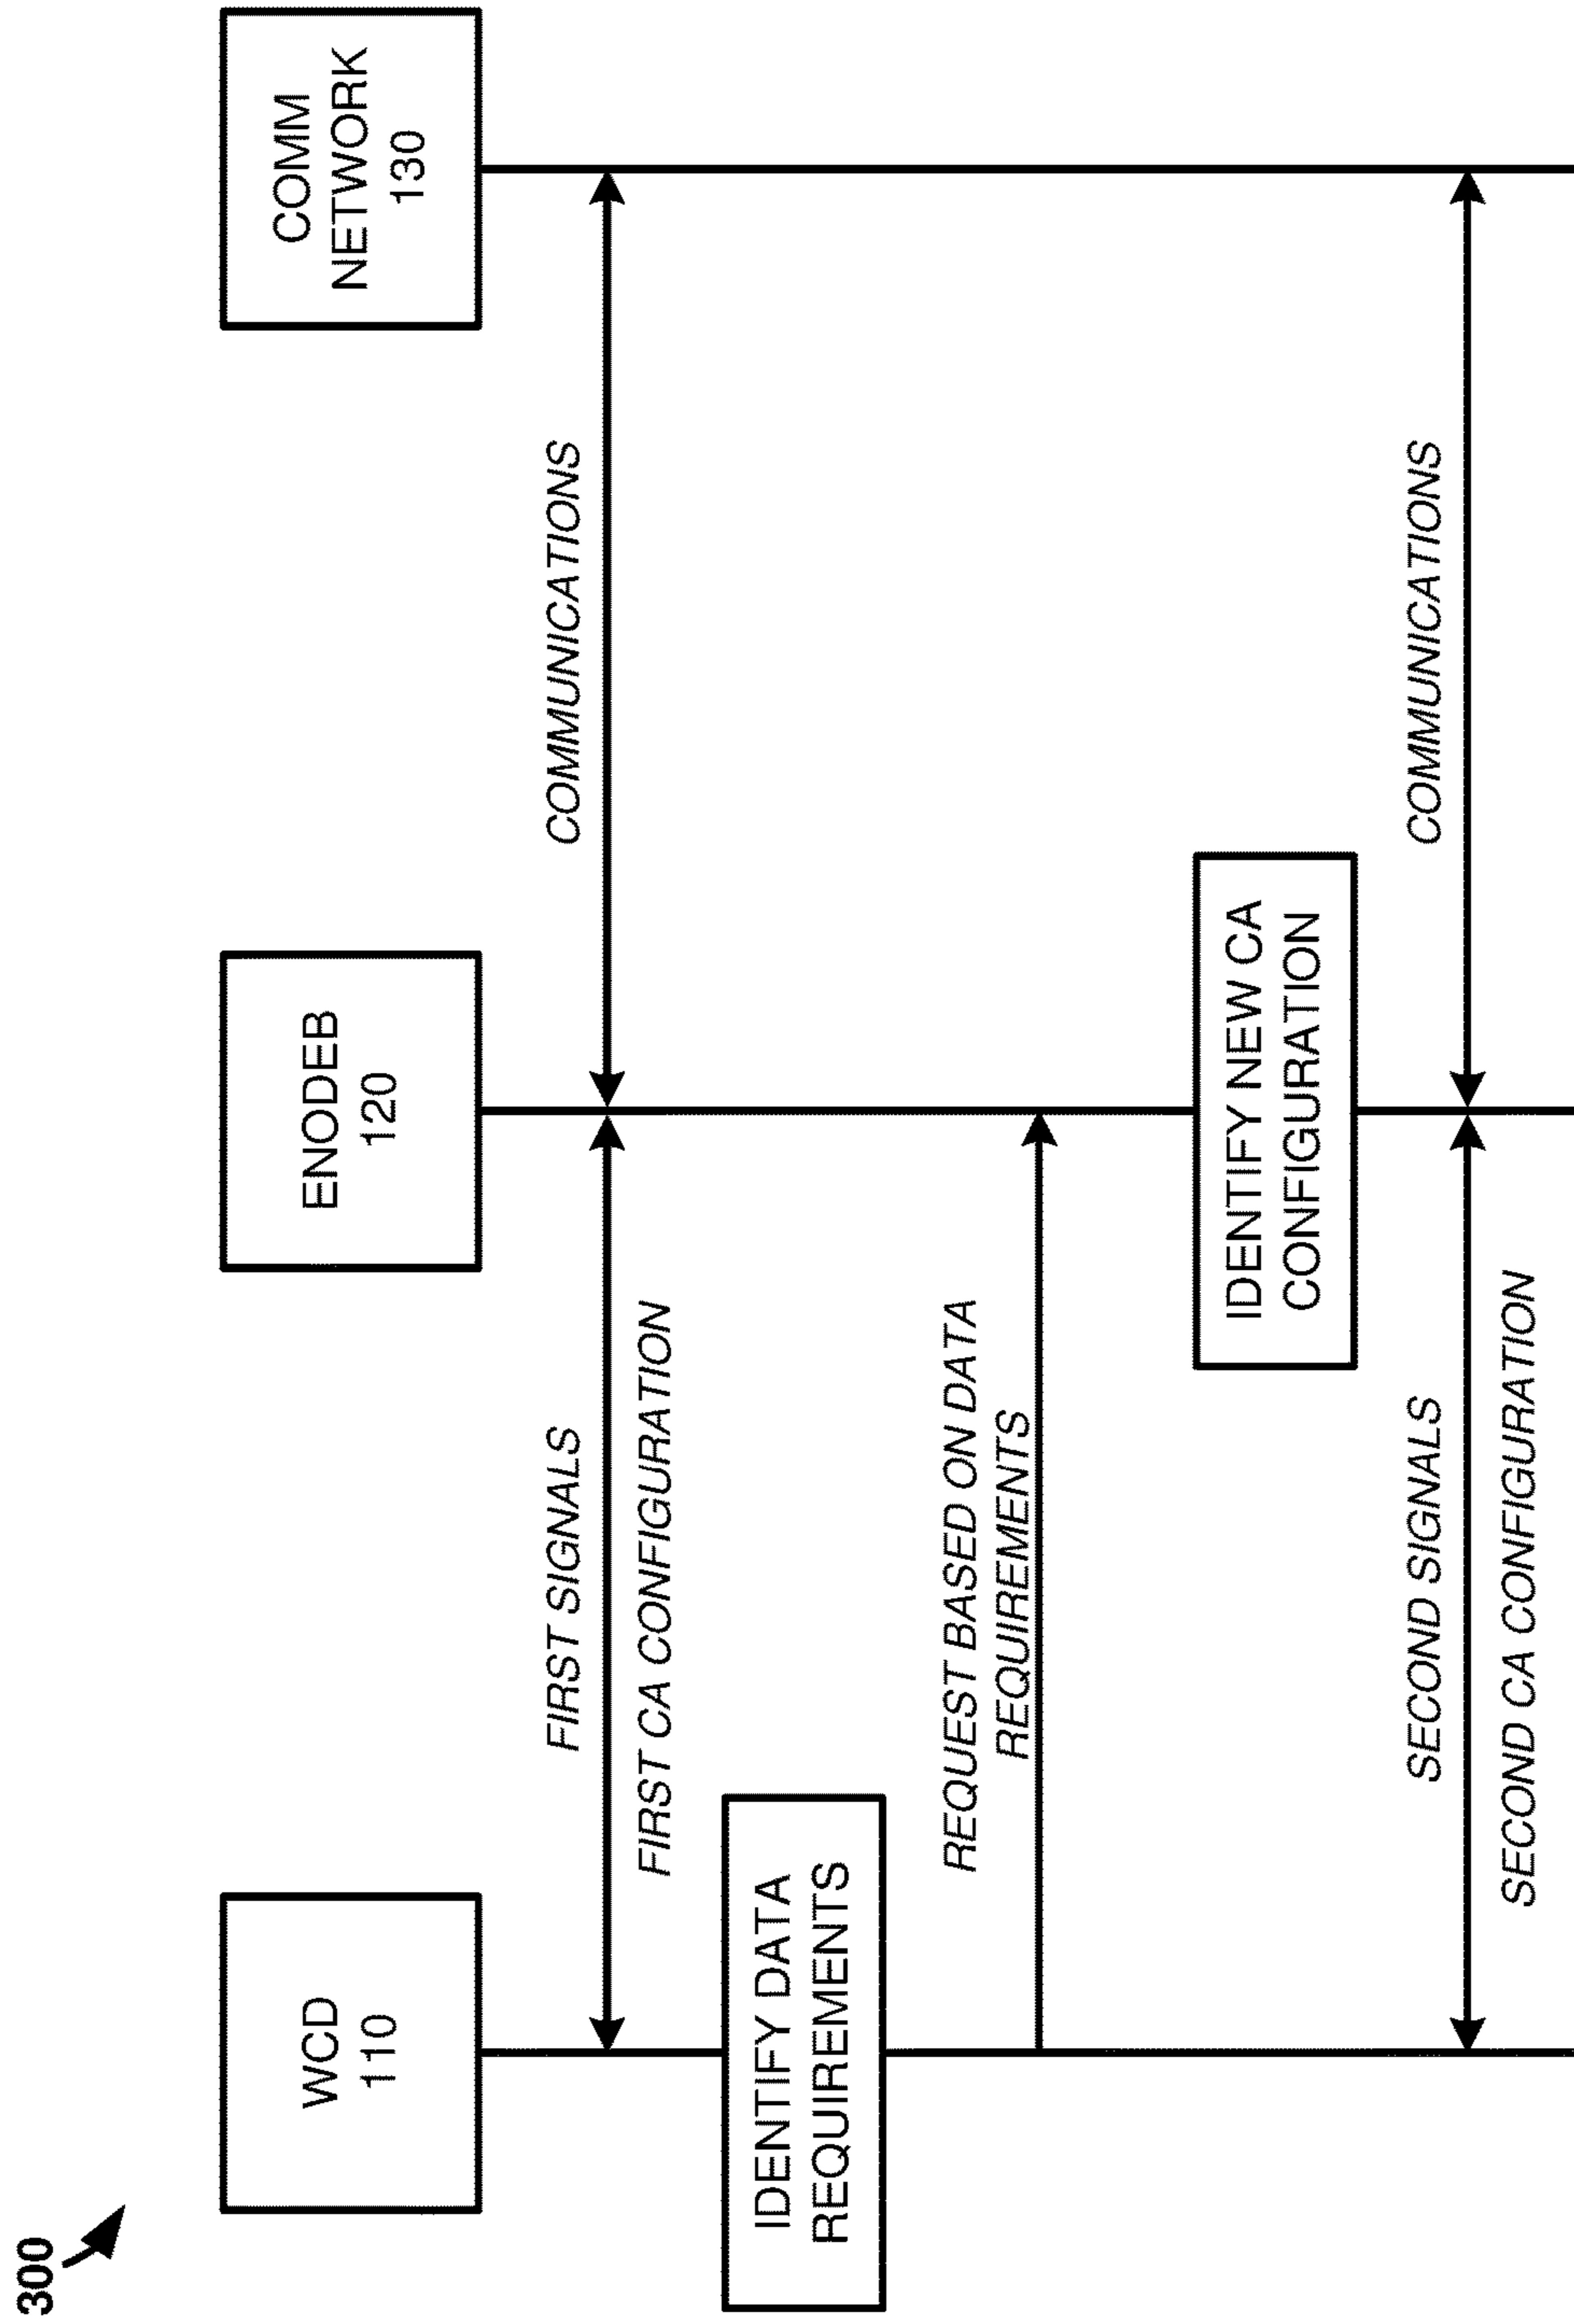 300
WCD
110
ENODEB
120
COMM
NETWORK
130
FIRST SIGNALS
COMMUNICATIONS
FIRST CA CONFIGURATION
IDENTIFY DATA
REQUIREMENTS
REQUEST BASED ON DATA
REQUIREMENTS
IDENTIFY NEW CA
CONFIGURATION
SECOND SIGNALS
COMMUNICATIONS
SECOND CA CONFIGURATION